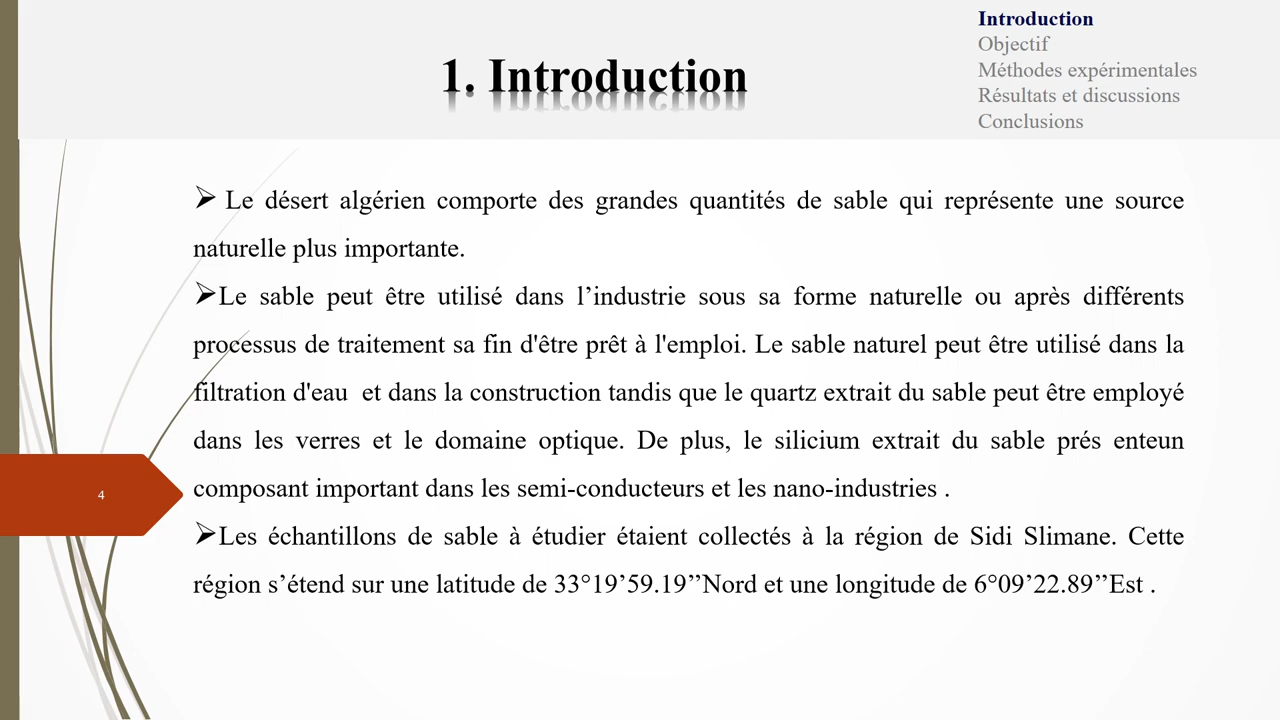 Introduction
Objectif
Méthodes expérimentales
Résultats et discussions
Conclusions
1. Introduction
➢ Le désert algérien comporte des grandes quantités de sable qui représente une source
naturelle plus importante.
➢Le sable peut être utilisé dans l’industrie sous sa forme naturelle ou après différents
processus de traitement sa fin d'être prêt à l'emploi. Le sable naturel peut être utilisé dans la
filtration d'eau et dans la construction tandis que le quartz extrait du sable peut être employé
dans les verres et le domaine optique. De plus, le silicium extrait du sable prés enteun
composant important dans les semi-conducteurs et les nano-industries .
➢Les échantillons de sable à étudier étaient collectés à la région de Sidi Slimane. Cette
région s’étend sur une latitude de 33°19’59.19’’Nord et une longitude de 6°09’22.89’’Est .
4